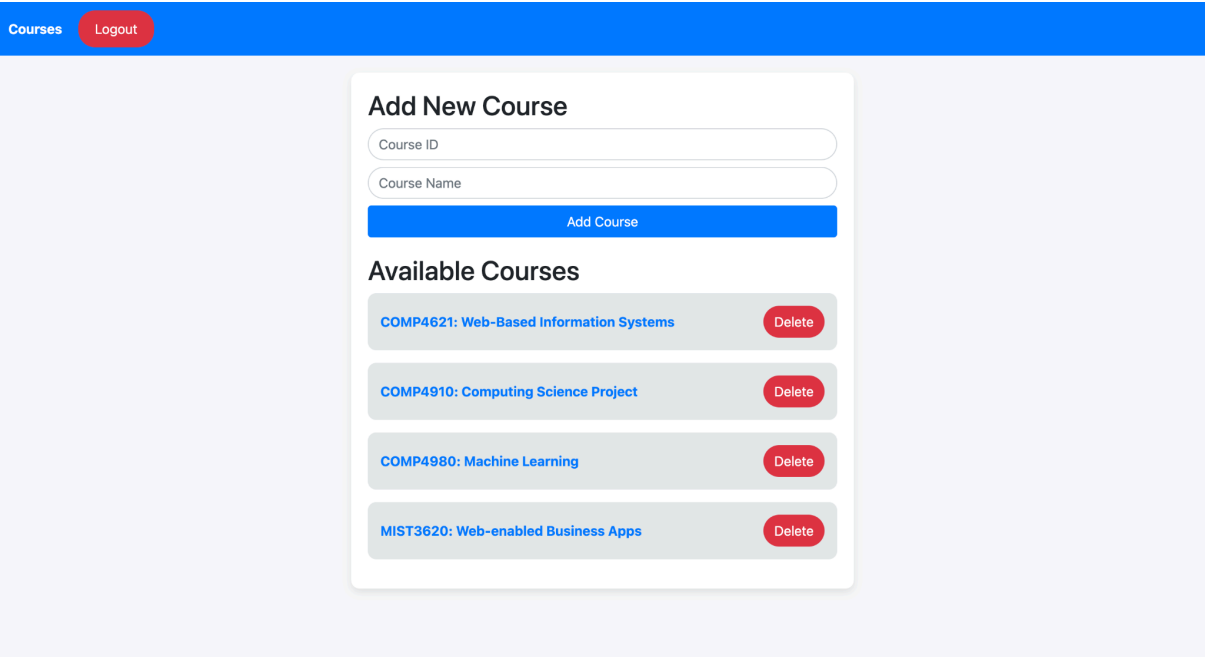 Courses Logout
Add New Course
Course ID
Course Name
Add Course
Available Courses
COMP4621: Web-Based Information Systems Delete
COMP4910: Computing Science Project Delete
COMP4980: Machine Learning Delete
MIST3620: Web-enabled Business Apps Delete